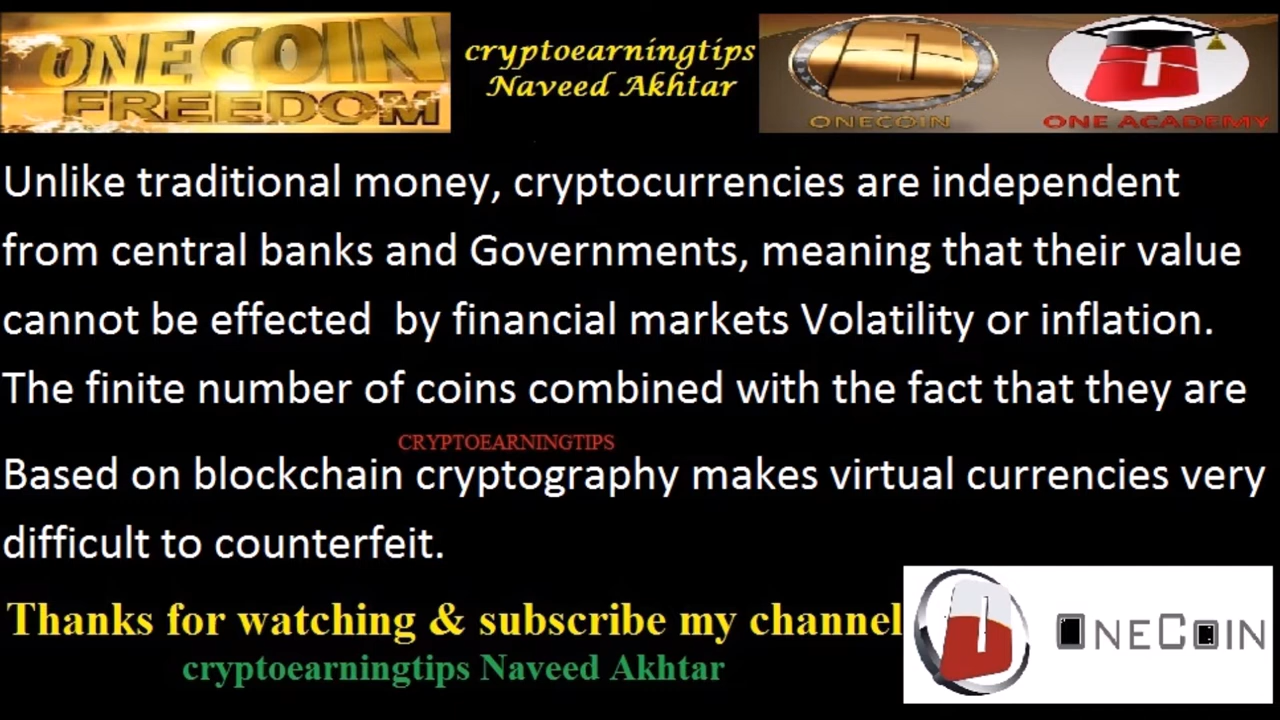 ONE COIN
FREEDOM
cryptoearningtips
Naveed Akhtar
ONECOIN
ONE ACADEMY
Unlike traditional money, cryptocurrencies are independent
from central banks and Governments, meaning that their value
cannot be effected  by financial markets Volatility or inflation.
The finite number of coins combined with the fact that they are
CRYPTOEARNINGTIPS
Based on blockchain cryptography makes virtual currencies very
difficult to counterfeit.
Thanks for watching & subscribe my channel
cryptoearningtips Naveed Akhtar
ONECOIN